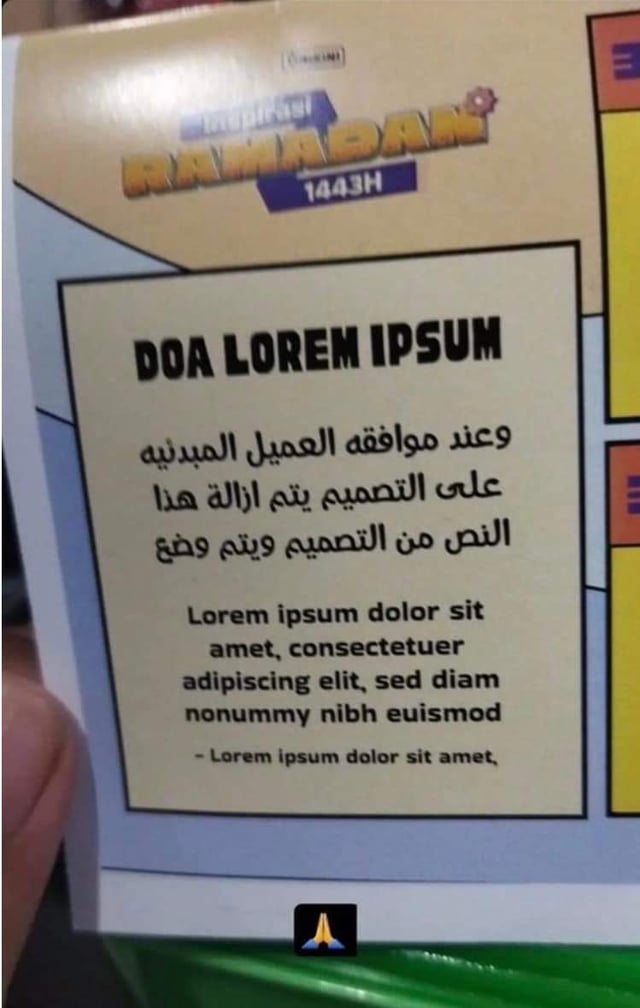 Inspirasi
RAMADAN
1443H
DOA LOREM IPSUM
وعند موافقه العميل المبدئيه
على التصميم يتم ازالة هذا
النص من التصميم ويتم وضع
Lorem ipsum dolor sit
amet, consectetuer
adipiscing elit, sed diam
nonummy nibh euismod
- Lorem ipsum dolor sit amet,